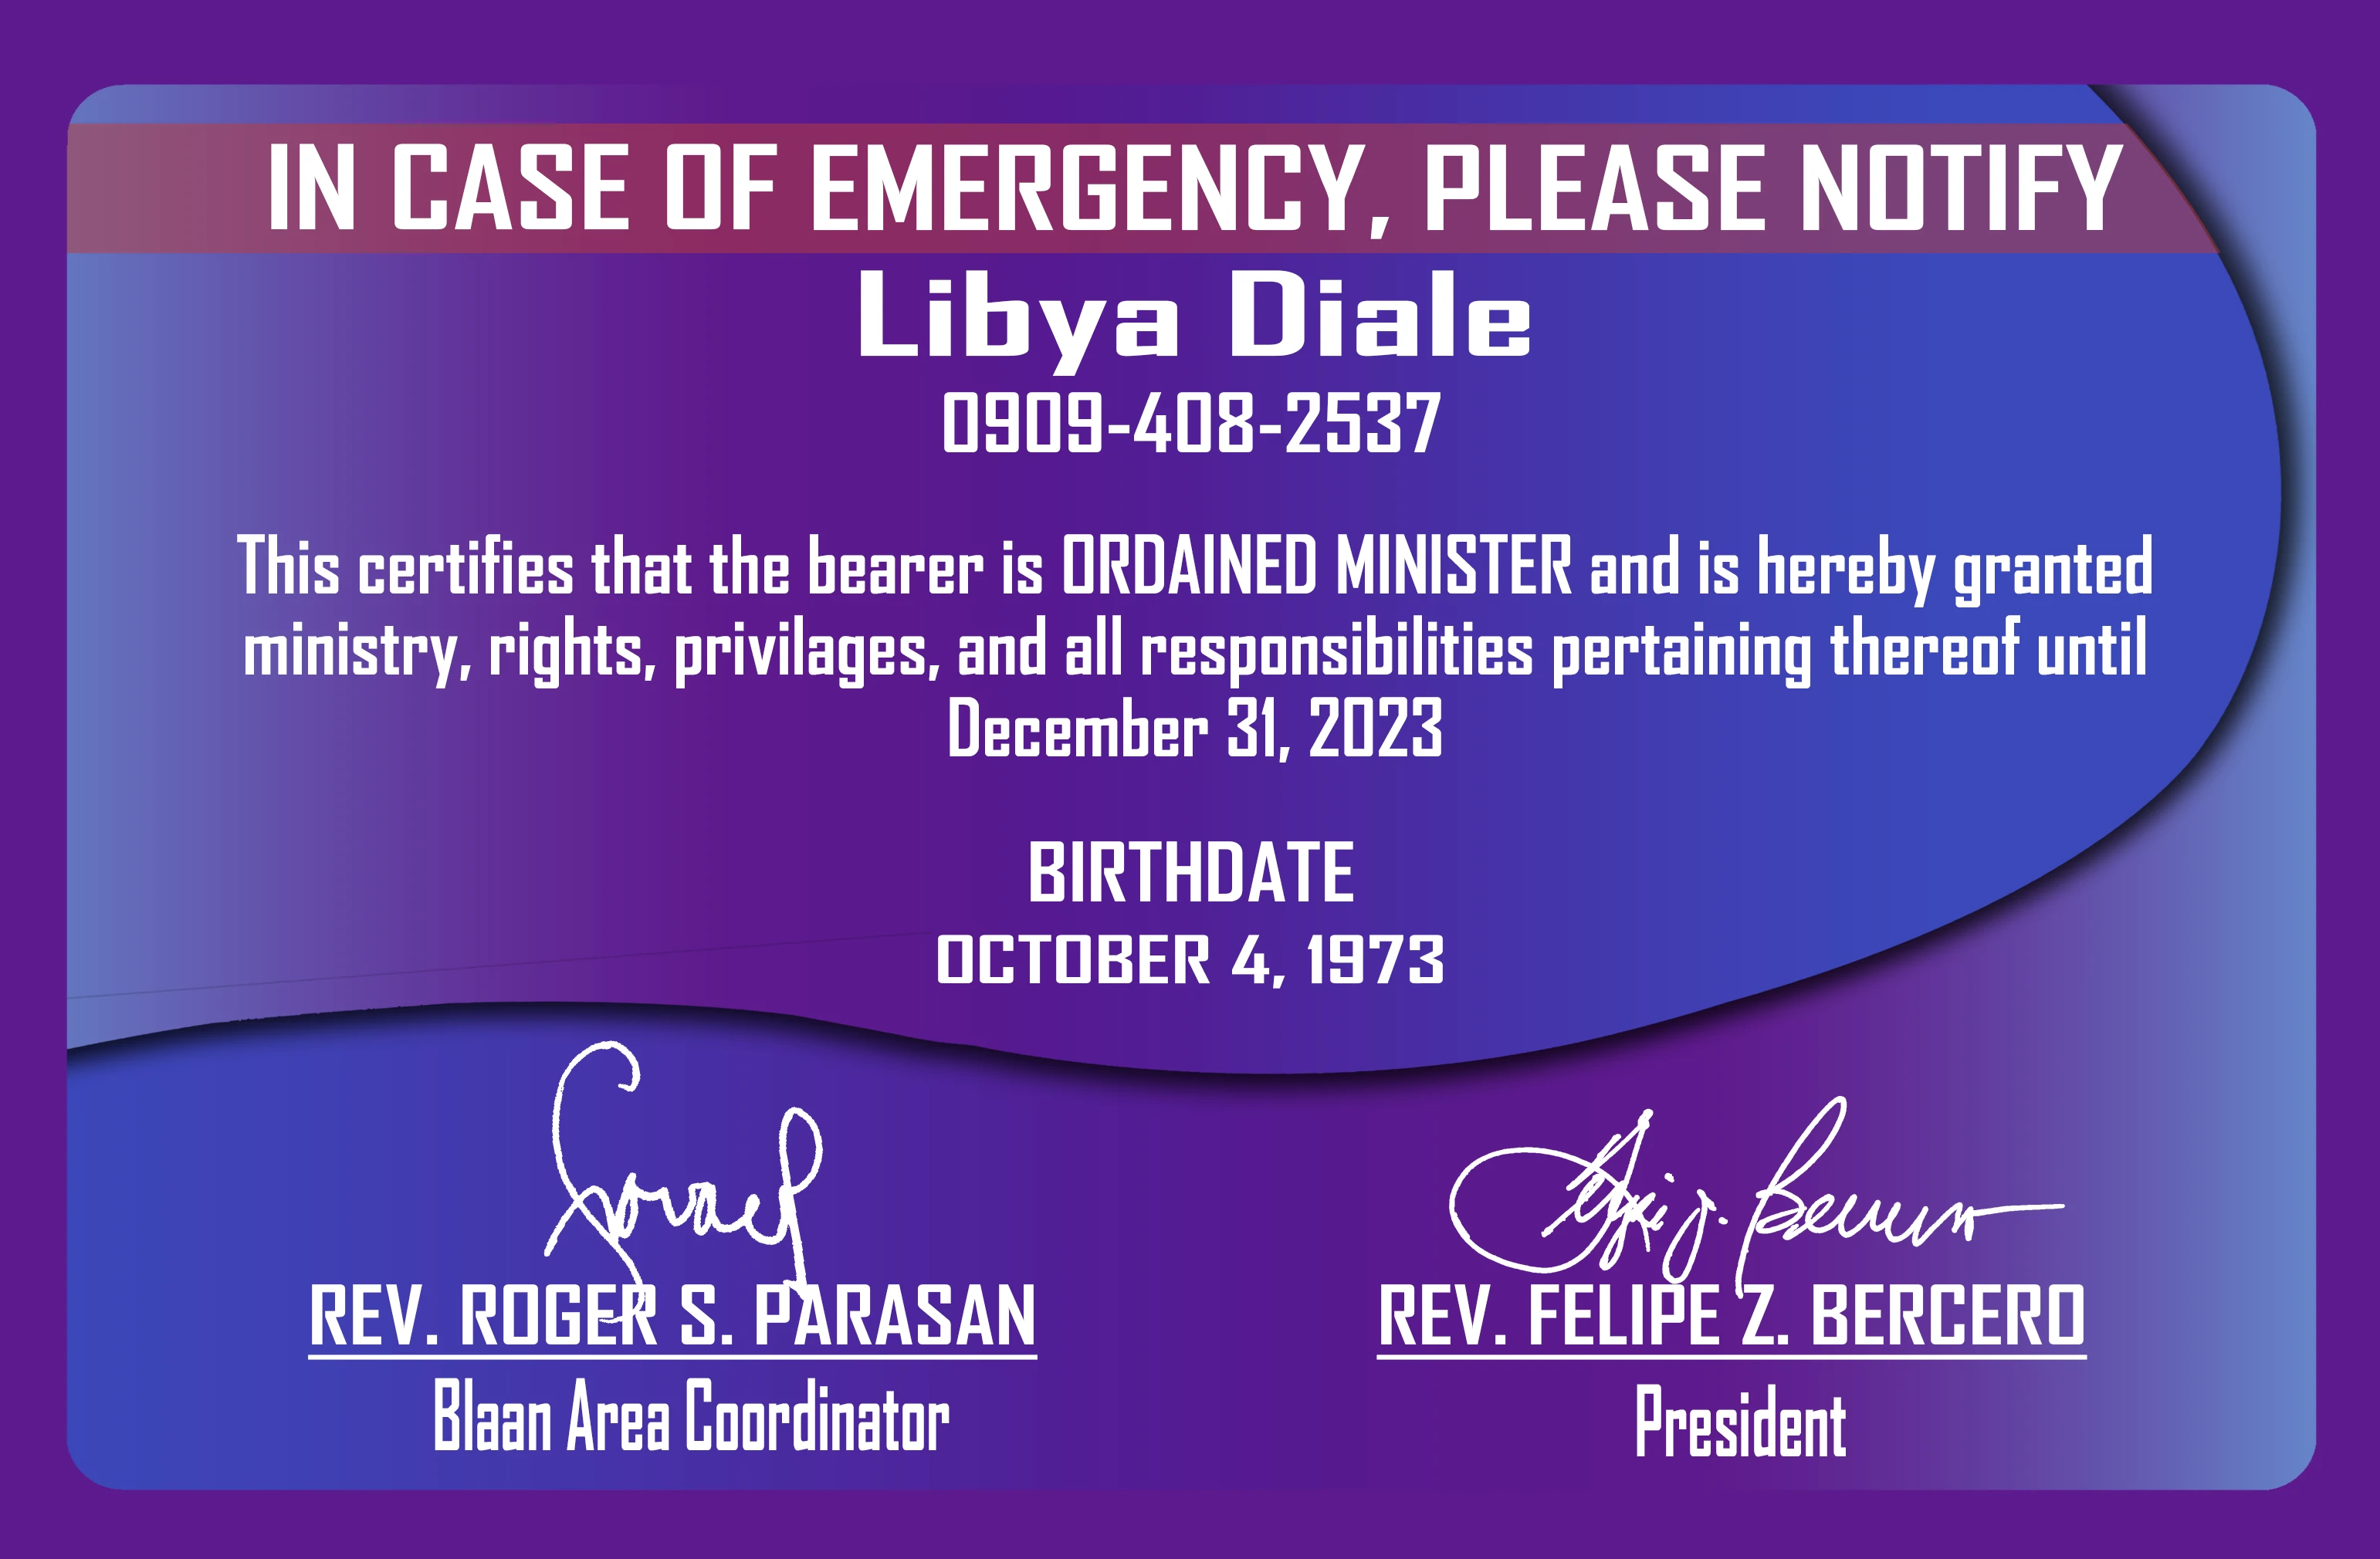 IN CASE OF EMERGENCY, PLEASE NOTIFY
Libya Diale
0909-408-2537
This certifies that the bearer is ORDAINED MINISTER and is hereby granted
ministry, rights, privilages, and all responsibilities pertaining thereof until
December 31, 2023
BIRTHDATE
OCTOBER 4, 1973
REV. ROGER S. PARASAN
Blaan Area Coordinator
REV. FELIPE Z. BERCERO
President